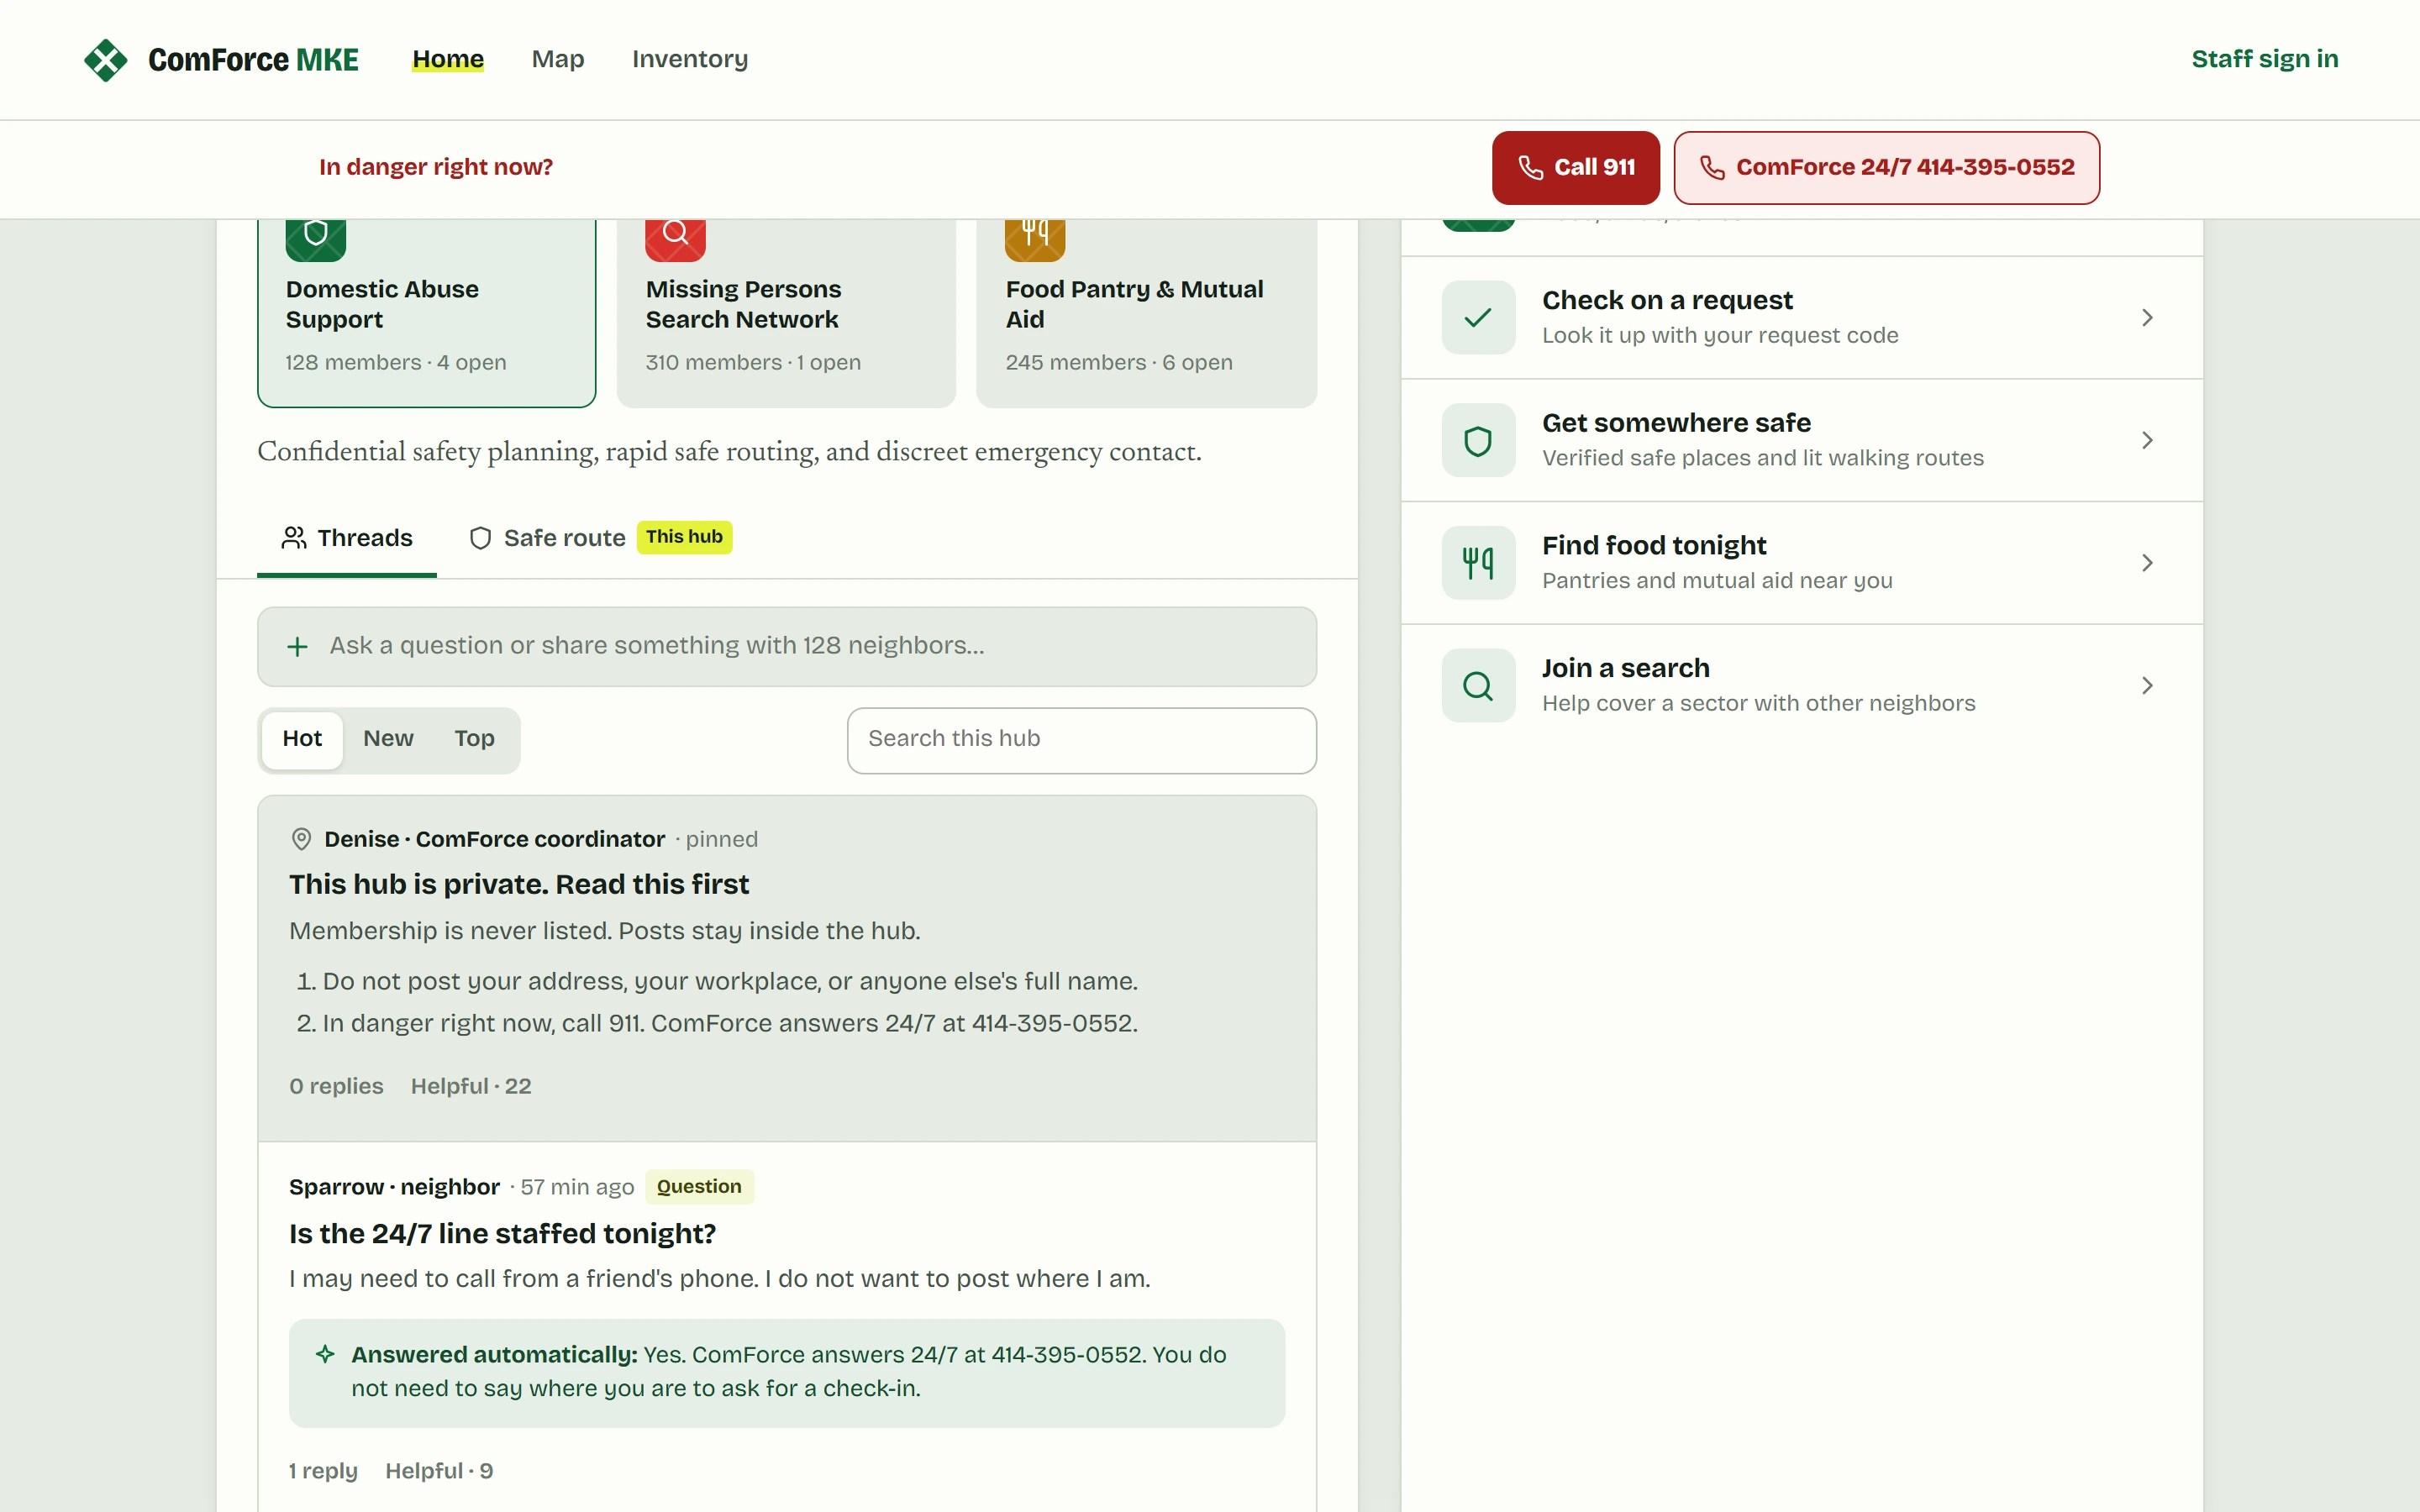 ComForce MKE
Home
Map
Inventory
Staff sign in
In danger right now?
Call 911
ComForce 24/7 414-395-0552
Domestic Abuse
Support
128 members · 4 open
Missing Persons
Search Network
310 members · 1 open
Food Pantry & Mutual
Aid
245 members · 6 open
Confidential safety planning, rapid safe routing, and discreet emergency contact.
Threads
Safe route
This hub
Ask a question or share something with 128 neighbors...
Hot
New
Top
Search this hub
Denise · ComForce coordinator · pinned
This hub is private. Read this first
Membership is never listed. Posts stay inside the hub.
1. Do not post your address, your workplace, or anyone else's full name.
2. In danger right now, call 911. ComForce answers 24/7 at 414-395-0552.
0 replies
Helpful · 22
Sparrow · neighbor · 57 min ago
Question
Is the 24/7 line staffed tonight?
I may need to call from a friend's phone. I do not want to post where I am.
Answered automatically: Yes. ComForce answers 24/7 at 414-395-0552. You do
not need to say where you are to ask for a check-in.
1 reply
Helpful · 9
Check on a request
Look it up with your request code
Get somewhere safe
Verified safe places and lit walking routes
Find food tonight
Pantries and mutual aid near you
Join a search
Help cover a sector with other neighbors